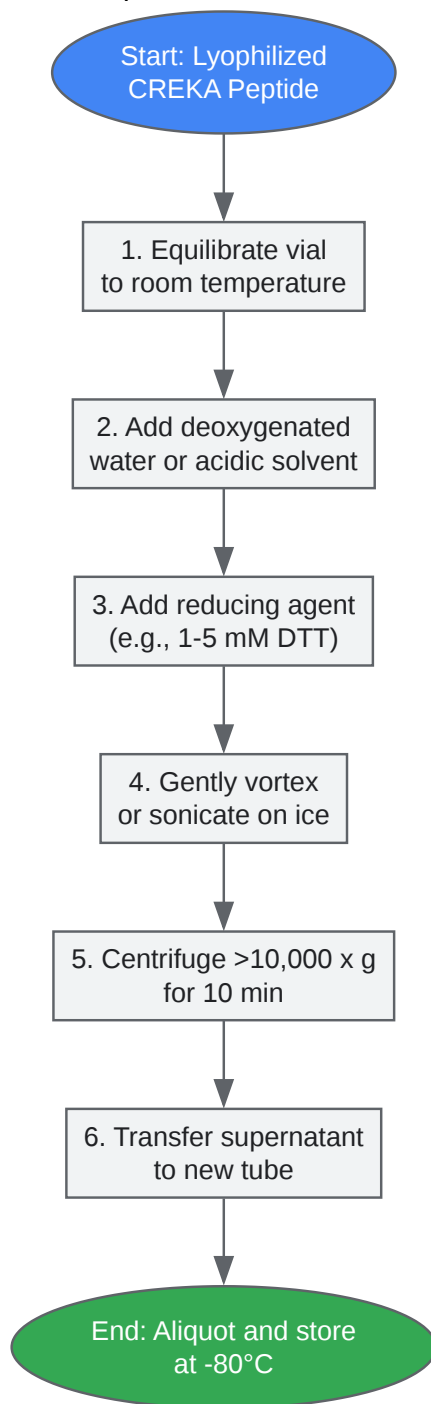 Start: Lyophilized
CREKA Peptide
1. Equilibrate vial
to room temperature
2. Add deoxygenated
water or acidic solvent
3. Add reducing agent
(e.g., 1-5 mM DTT)
4. Gently vortex
or sonicate on ice
5. Centrifuge >10,000 x g
for 10 min
6. Transfer supernatant
to new tube
End: Aliquot and store
at -80°C